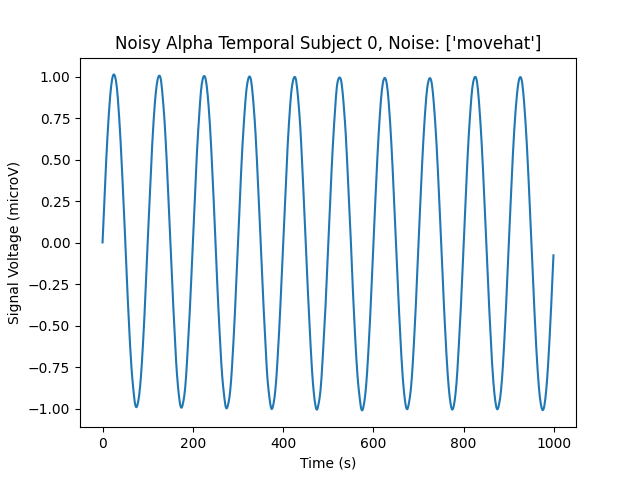 Noisy Alpha Temporal Subject 0, Noise: ['movehat']
1.00
0.75
0.50
0.25
0.00
−0.25
−0.50
−0.75
−1.00
Signal Voltage (microV)
0 200 400 600 800 1000
Time (s)